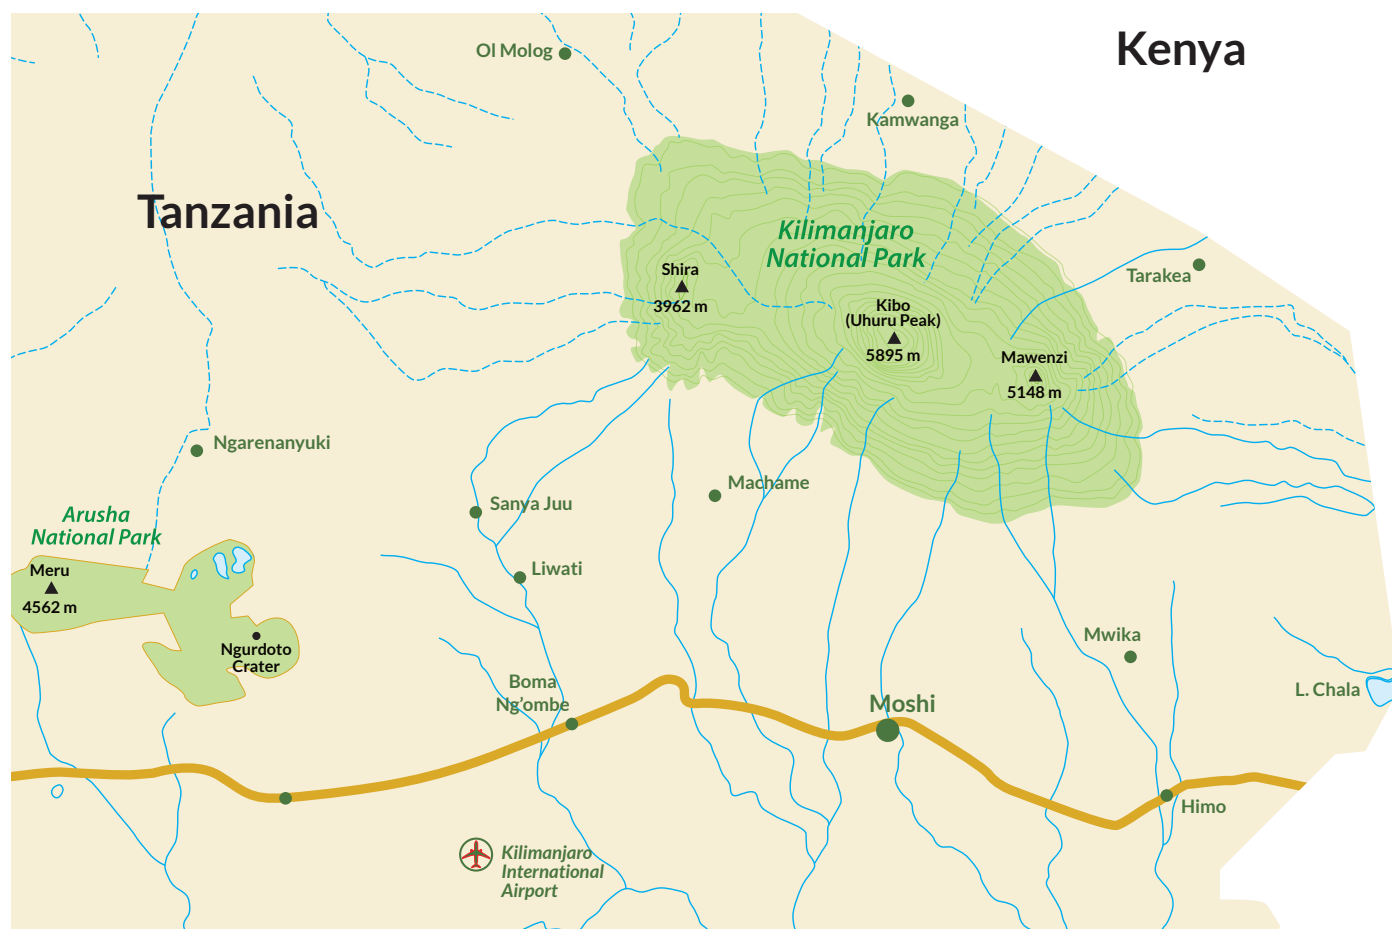 Kenya
Ol Molog
Kamwanga
Tanzania
Kilimanjaro
National Park
Shira
3962 m
Tarakea
Kibo
(Uhuru Peak)
5895 m
Mawenzi
5148 m
Ngarenanyuki
Machame
Sanya Juu
Arusha
National Park
Meru
4562 m
Liwati
Ngurdoto
Crater
Mwika
Boma
Ng’ombe
L. Chala
Moshi
Himo
Kilimanjaro
International
Airport